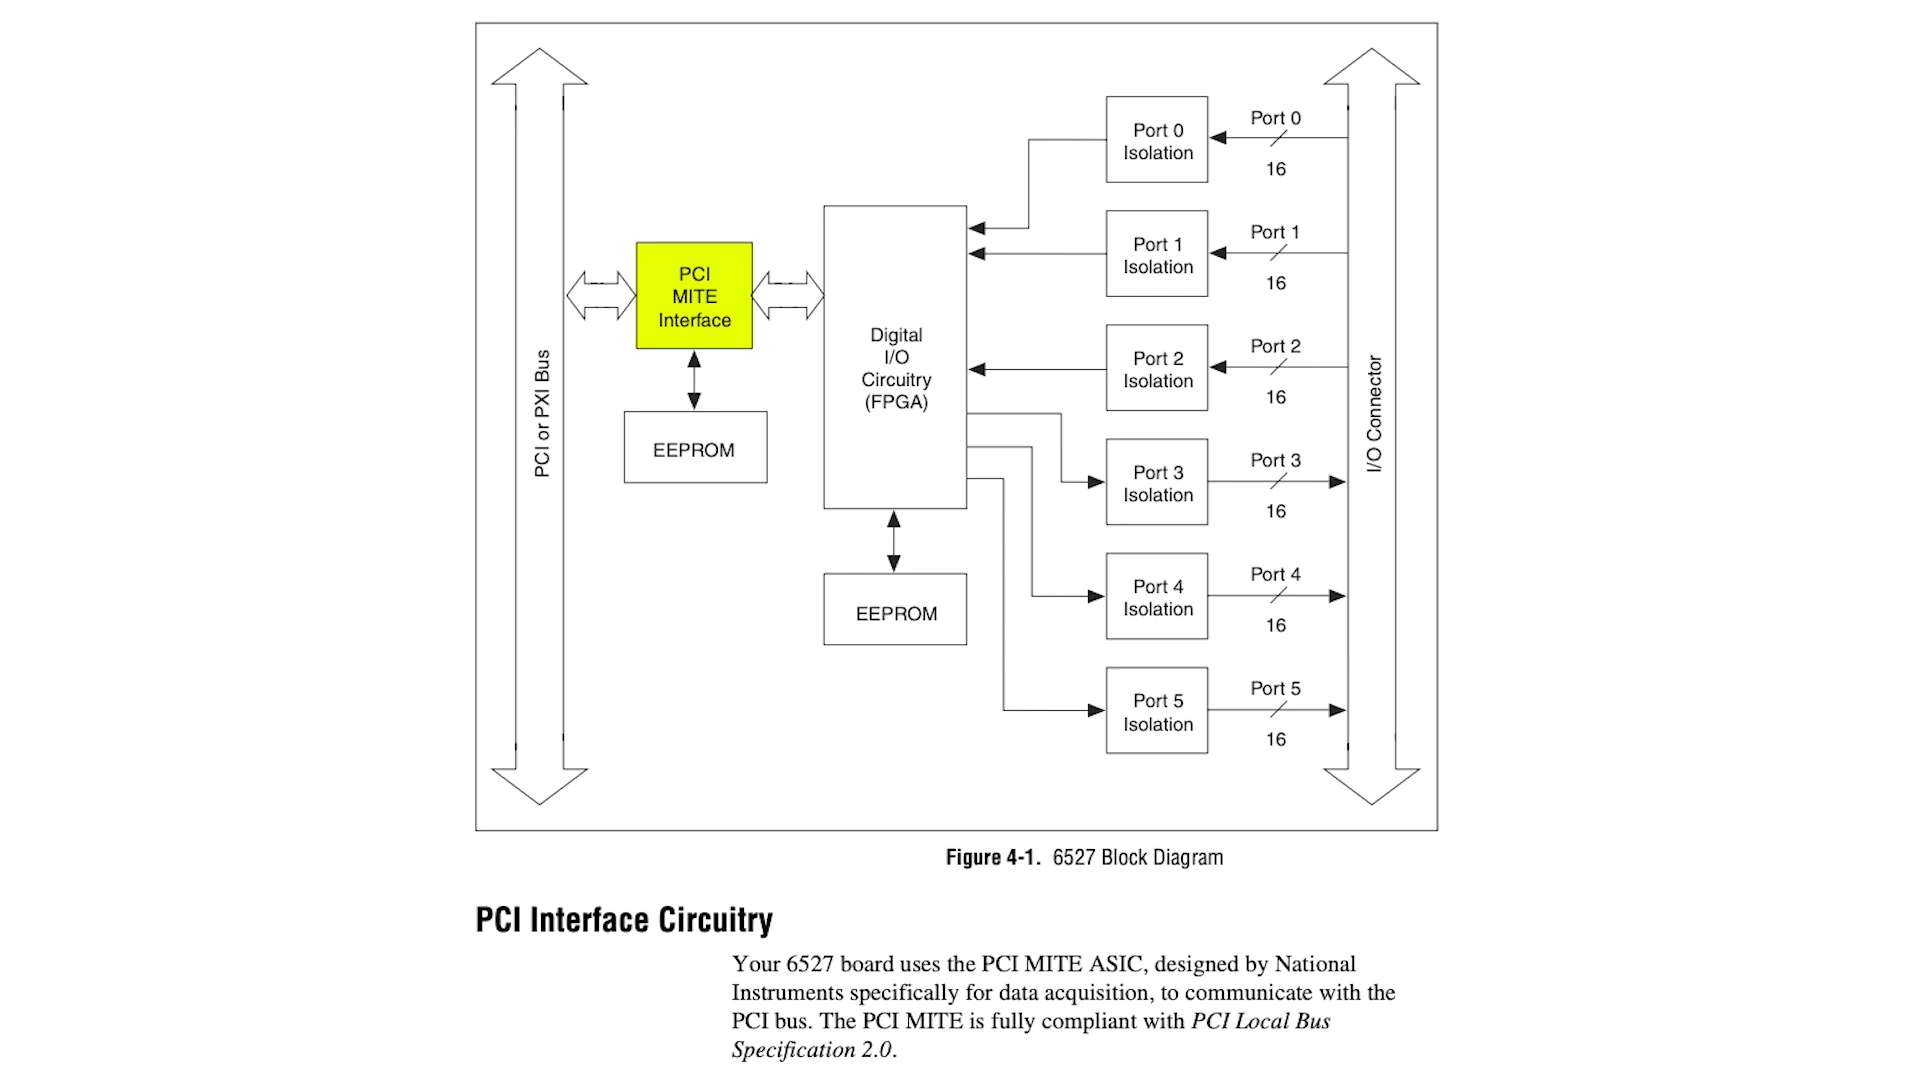 Port 0
Isolation
Port 0
16
Port 1
Isolation
Port 1
16
PCI
MITE
Interface
Digital
I/O
Circuitry
(FPGA)
Port 2
Isolation
Port 2
16
PCI or PXI Bus
I/O Connector
EEPROM
Port 3
Isolation
Port 3
16
EEPROM
Port 4
Isolation
Port 4
16
Port 5
Isolation
Port 5
16
Figure 4-1. 6527 Block Diagram
PCI Interface Circuitry
Your 6527 board uses the PCI MITE ASIC, designed by National
Instruments specifically for data acquisition, to communicate with the
PCI bus. The PCI MITE is fully compliant with PCI Local Bus
Specification 2.0.